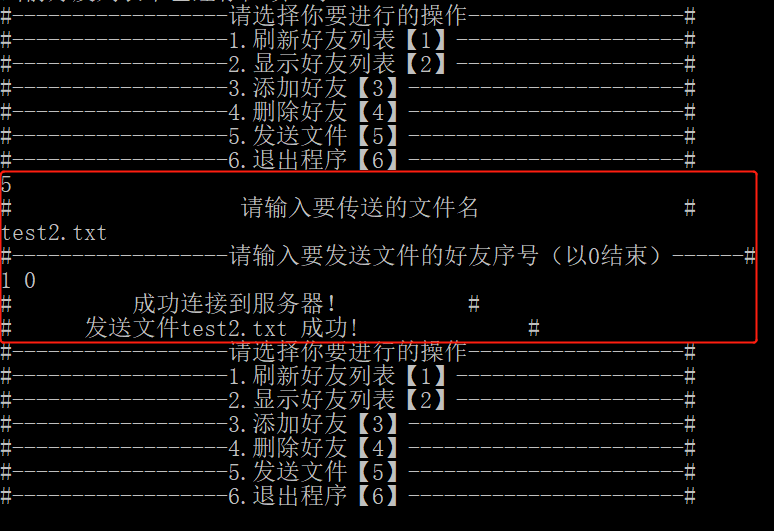 #------------------请选择你要进行的操作------------------#
#------------------1.刷新好友列表【1】--------------------#
#------------------2.显示好友列表【2】-------------------#
#------------------3.添加好友【3】-----------------------#
#------------------4.删除好友【4】-----------------------#
#------------------5.发送文件【5】-----------------------#
#------------------6.退出程序【6】-----------------------#
5
#                   请输入要传送的文件名                 #
test2.txt
#------------------请输入要发送文件的好友序号（以0结束）------#
1 0
#          成功连接到服务器!           #
#      发送文件test2.txt 成功!              #
#------------------请选择你要进行的操作------------------#
#------------------1.刷新好友列表【1】--------------------#
#------------------2.显示好友列表【2】-------------------#
#------------------3.添加好友【3】-----------------------#
#------------------4.删除好友【4】-----------------------#
#------------------5.发送文件【5】-----------------------#
#------------------6.退出程序【6】-----------------------#